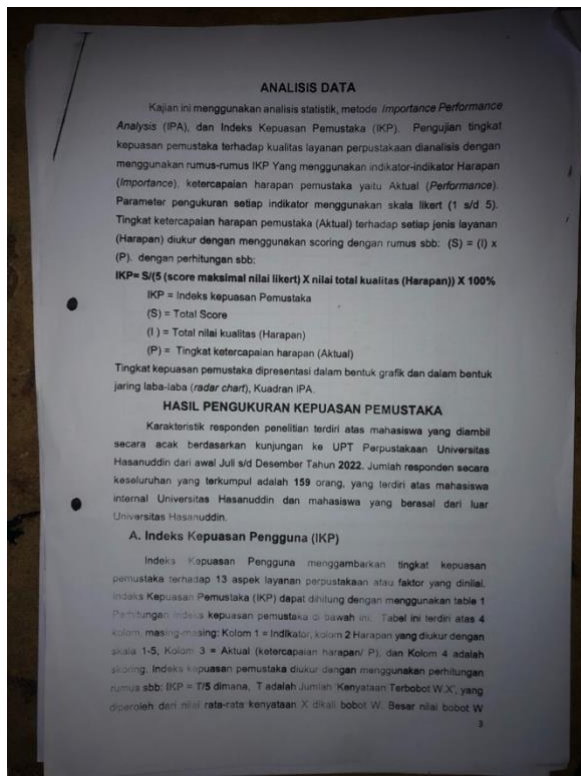 ANALISIS DATA
Kajian ini menggunakan analisis statistik, metode Importance Performance
Analysis (IPA), dan Indeks Kepuasan Pemustaka (IKP). Pengujian tingkat
kepuasan pemustaka terhadap kualitas layanan perpustakaan dianalisis dengan
menggunakan rumus-rumus IKP Yang menggunakan indikator-indikator Harapan
(Importance), ketercapaian harapan pemustaka yaitu Aktual (Performance).
Parameter pengukuran setiap indikator menggunakan skala likert (1 s/d 5).
Tingkat ketercapaian harapan pemustaka (Aktual) terhadap setiap jenis layanan
(Harapan) diukur dengan menggunakan scoring dengan rumus sbb: (S) = (I) x
(P). dengan perhitungan sbb:
IKP= S/(5 (score maksimal nilai likert) X nilai total kualitas (Harapan)) X 100%
IKP = Indeks kepuasan Pemustaka
(S) = Total Score
(I ) = Total nilai kualitas (Harapan)
(P) = Tingkat ketercapaian harapan (Aktual)
Tingkat kepuasan pemustaka dipresentasi dalam bentuk grafik dan dalam bentuk
jaring laba-laba (radar chart), Kuadran IPA.
HASIL PENGUKURAN KEPUASAN PEMUSTAKA
Karakteristik responden penelitian terdiri atas mahasiswa yang diambil
secara acak berdasarkan kunjungan ke UPT Perpustakaan Universitas
Hasanuddin dari awal Juli s/d Desember Tahun 2022. Jumlah responden secara
keseluruhan yang terkumpul adalah 159 orang, yang terdiri atas mahasiswa
internal Universitas Hasanuddin dan mahasiswa yang berasal dari luar
Universitas Hasanuddin.
A. Indeks Kepuasan Pengguna (IKP)
Indeks Kepuasan Pengguna menggambarkan tingkat kepuasan
pemustaka terhadap 13 aspek layanan perpustakaan atau faktor yang dinilai.
Indeks Kepuasan Pemustaka (IKP) dapat dihitung dengan menggunakan table 1
Perhitungan indeks kepuasan pemustaka di bawah ini. Tabel ini terdiri atas 4
kolom, masing-masing: Kolom 1 = Indikator, kolom 2 Harapan yang diukur dengan
skala 1-5, Kolom 3 = Aktual (ketercapaian harapan/ P), dan Kolom 4 adalah
skoring. Indeks kepuasan pemustaka diukur dengan menggunakan perhitungan
rumus sbb: IKP = T/5 dimana, T adalah Jumlah 'Kenyataan Terbobot W.X', yang
diperoleh dari nilai rata-rata kenyataan X dikali bobot W. Besar nilai bobot W
3